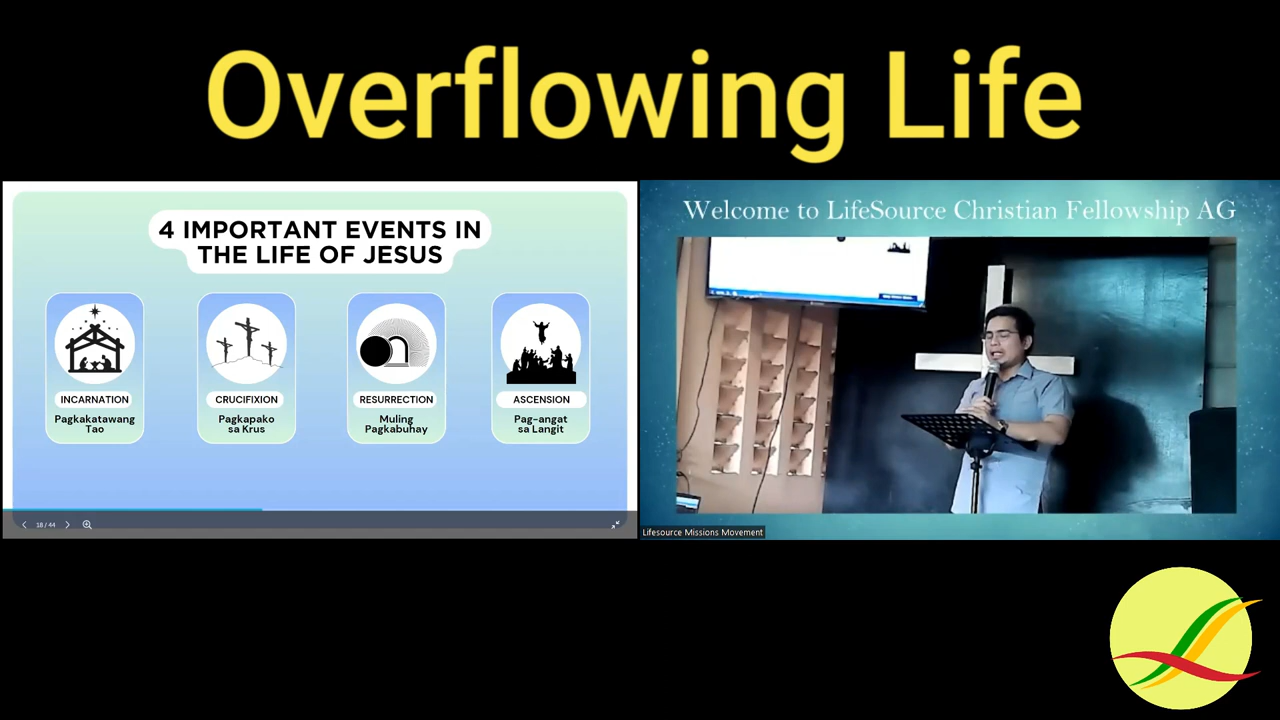 Overflowing Life
4 IMPORTANT EVENTS IN
THE LIFE OF JESUS
INCARNATION
Pagkakatawang
Tao
CRUCIFIXION
Pagkapako
sa Krus
RESURRECTION
Muling
Pagkabuhay
ASCENSION
Pag-angat
sa Langit
18 / 44
Welcome to LifeSource Christian Fellowship AG
Lifesource Missions Movement